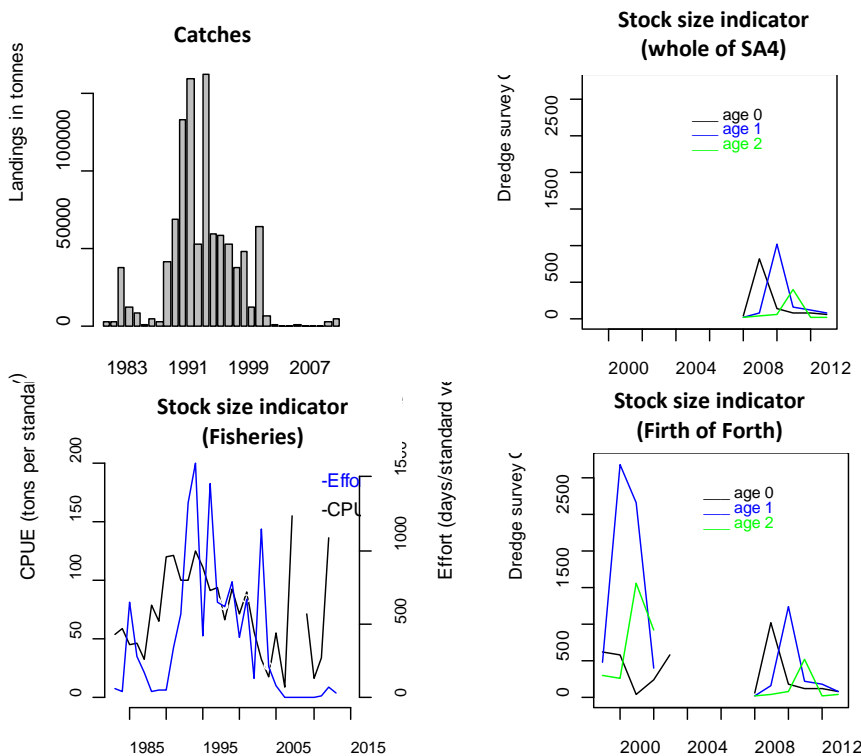 Catches
Landings in tonnes
100000
50000
0
1983 1991 1999 2007
Stock size indicator
(whole of SA4)
Dredge survey
2500
1500
500
0
age 0
age 1
age 2
2000 2004 2008 2012
Stock size indicator
(Fisheries)
CPUE (tons per
200
150
100
50
0
-Effo
-CPU
1500
1000
500
0
Effort (days/standard
1985 1995 2005 2015
Stock size indicator
(Firth of Forth)
Dredge survey
2500
1500
500
0
age 0
age 1
age 2
2000 2004 2008 2012